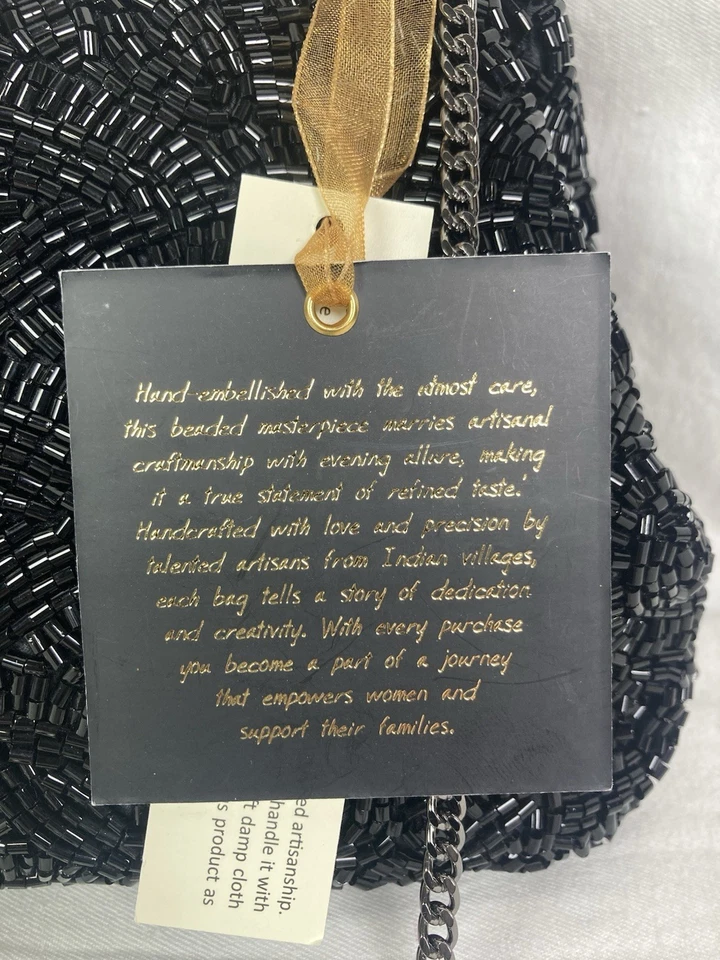 e
Hand-embellished with the utmost care,
this beaded masterpiece marries artisanal
craftmanship with evening allure, making
it a true statement of refined taste.'
Handcrafted with love and precision by
talented artisans from Indian villages,
each bag tells a story of dedication
and creativity. With every purchase
you become a part of a journey
that empowers women and
support their families.
ed artisanship.
handle it with
t damp cloth
s product as